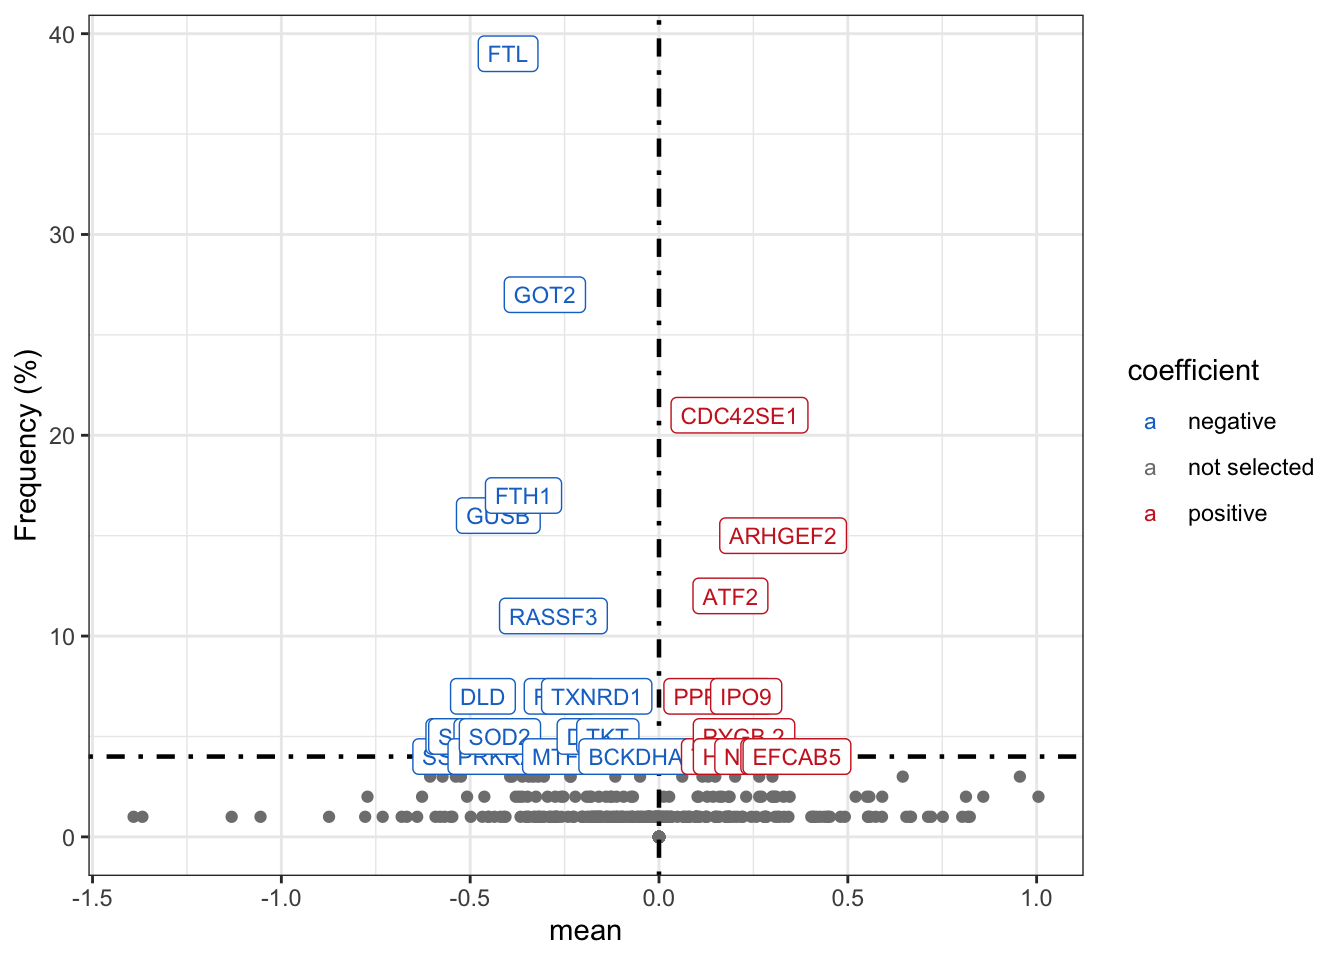 40
30
20
10
0
Frequency (%)
FTL
GOT2
CDC42SE1
FTH1
GUSB
ARHGEF2
ATF2
RASSF3
DLD
TXNRD1
IPO9
SOD2
TKT
BCKDHA
EFCAB5
-1.5 -1.0 -0.5 0.0 0.5 1.0
mean
coefficient
a negative
a not selected
a positive